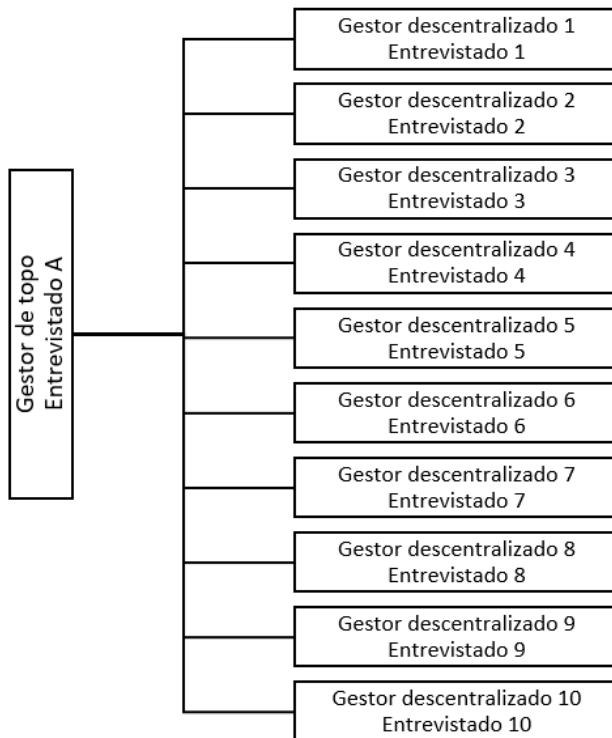 Gestor de topo
Entrevistado A
Gestor descentralizado 1
Entrevistado 1
Gestor descentralizado 2
Entrevistado 2
Gestor descentralizado 3
Entrevistado 3
Gestor descentralizado 4
Entrevistado 4
Gestor descentralizado 5
Entrevistado 5
Gestor descentralizado 6
Entrevistado 6
Gestor descentralizado 7
Entrevistado 7
Gestor descentralizado 8
Entrevistado 8
Gestor descentralizado 9
Entrevistado 9
Gestor descentralizado 10
Entrevistado 10